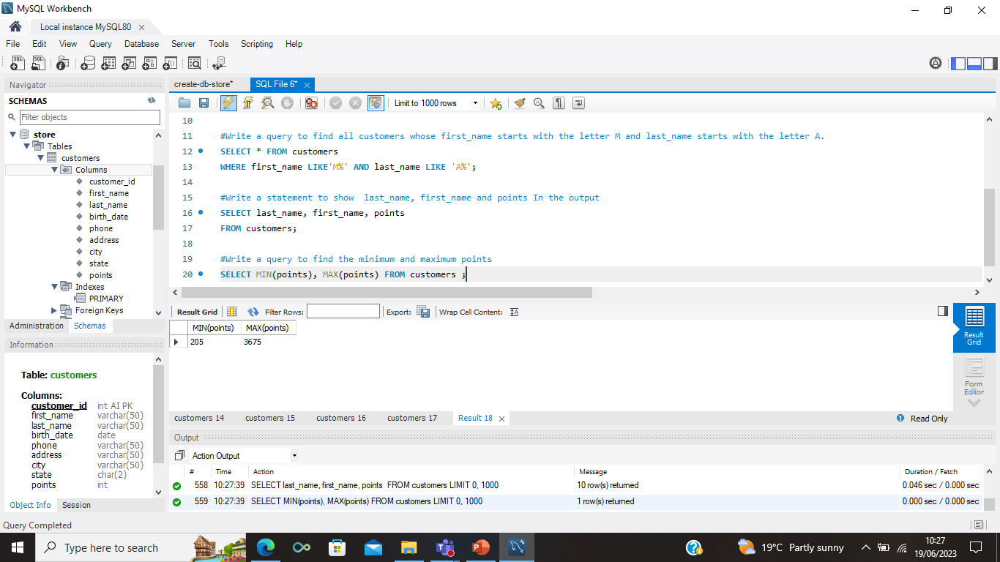 MySQL Workbench
Local instance MySQL80
File Edit View Query Database Server Tools Scripting Help
Navigator
SCHEMAS
Filter objects
store
Tables
customers
Columns
customer_id
first_name
last_name
birth_date
phone
address
city
state
points
Indexes
PRIMARY
Foreign Keys
Administration Schemas
Information
Table: customers
Columns:
customer_id int AI PK
first_name varchar(50)
last_name varchar(50)
birth_date date
phone varchar(50)
address varchar(50)
city varchar(50)
state char(2)
points int
Object Info Session
create-db-store* SQL File 6*
Limit to 1000 rows
10
11 #Write a query to find all customers whose first_name starts with the letter M and last_name starts with the letter A.
12 SELECT * FROM customers
13 WHERE first_name LIKE'M%' AND last_name LIKE 'A%';
14
15 #Write a statement to show  last_name, first_name and points In the output
16 SELECT last_name, first_name, points
17 FROM customers;
18
19 #Write a query to find the minimum and maximum points
20 SELECT MIN(points), MAX(points) FROM customers ;
Result Grid Filter Rows: Export: Wrap Cell Content:
MIN(points) MAX(points)
205 3675
Result Grid
Form Editor
customers 14 customers 15 customers 16 customers 17 Result 18
Read Only
Output
Action Output
# Time Action Message Duration / Fetch
558 10:27:39 SELECT last_name, first_name, points  FROM customers LIMIT 0, 1000 10 row(s) returned 0.046 sec / 0.000 sec
559 10:27:39 SELECT MIN(points), MAX(points) FROM customers LIMIT 0, 1000 1 row(s) returned 0.000 sec / 0.000 sec
Query Completed
Type here to search
19°C Partly sunny
10:27
19/06/2023